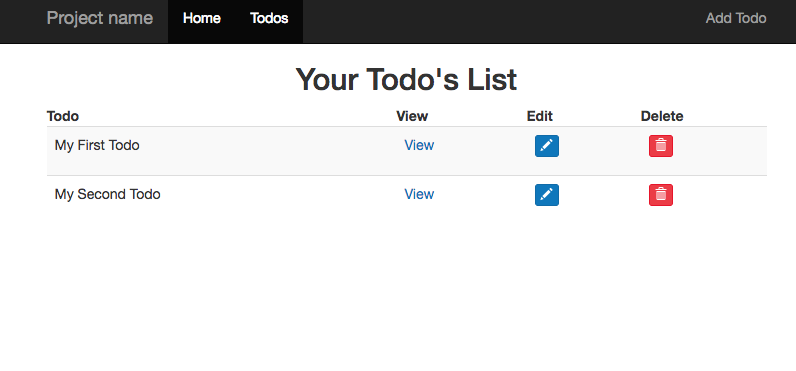 Project name Home Todos Add Todo
Your Todo's List
Todo View Edit Delete
My First Todo View
My Second Todo View